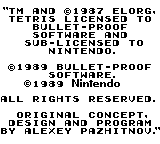 "TM AND ©1987 ELORG,
TETRIS LICENSED TO
BULLET-PROOF
SOFTWARE AND
SUB-LICENSED TO
NINTENDO.
©1989 BULLET-PROOF
SOFTWARE.
©1989 Nintendo
ALL RIGHTS RESERVED.
ORIGINAL CONCEPT,
DESIGN AND PROGRAM
BY ALEXEY PAZHITNOV."